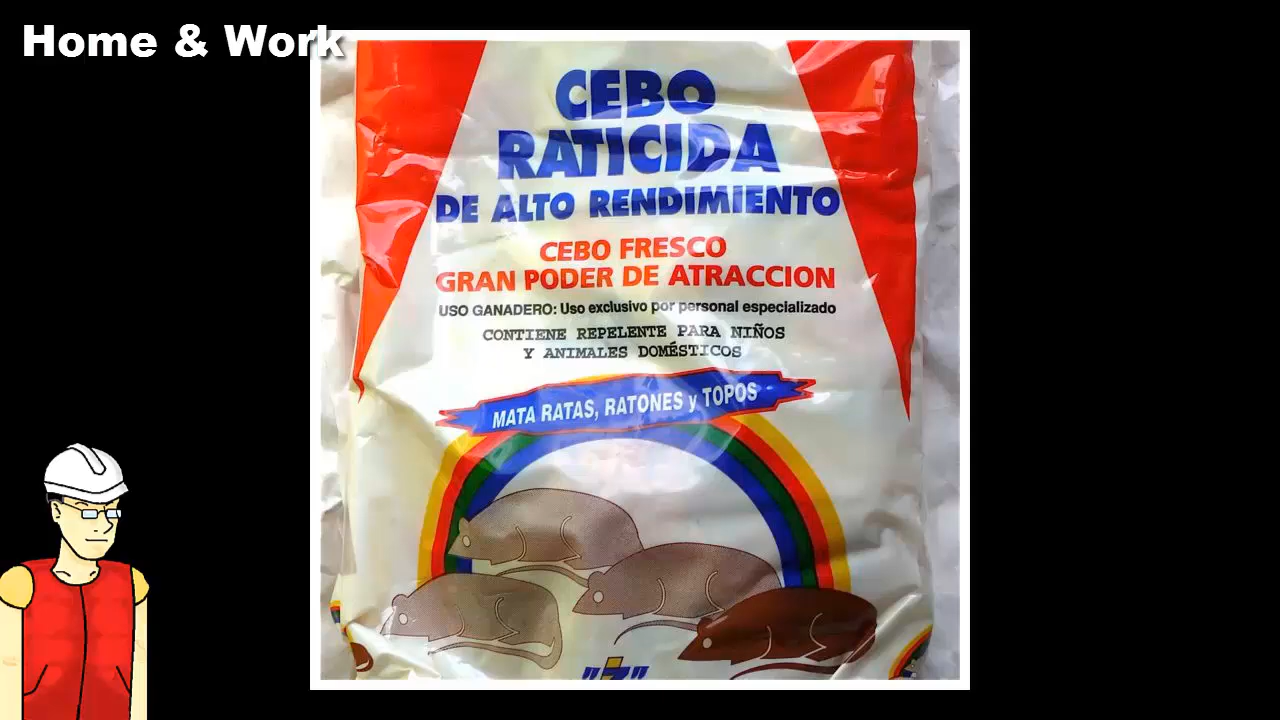 Home & Work
CEBO
RATICIDA
DE ALTO RENDIMIENTO
CEBO FRESCO
GRAN PODER DE ATRACCION
USO GANADERO: Uso exclusivo por personal especializado
CONTIENE REPELENTE PARA NIÑOS
Y ANIMALES DOMÉSTICOS
MATA RATAS, RATONES y TOPOS